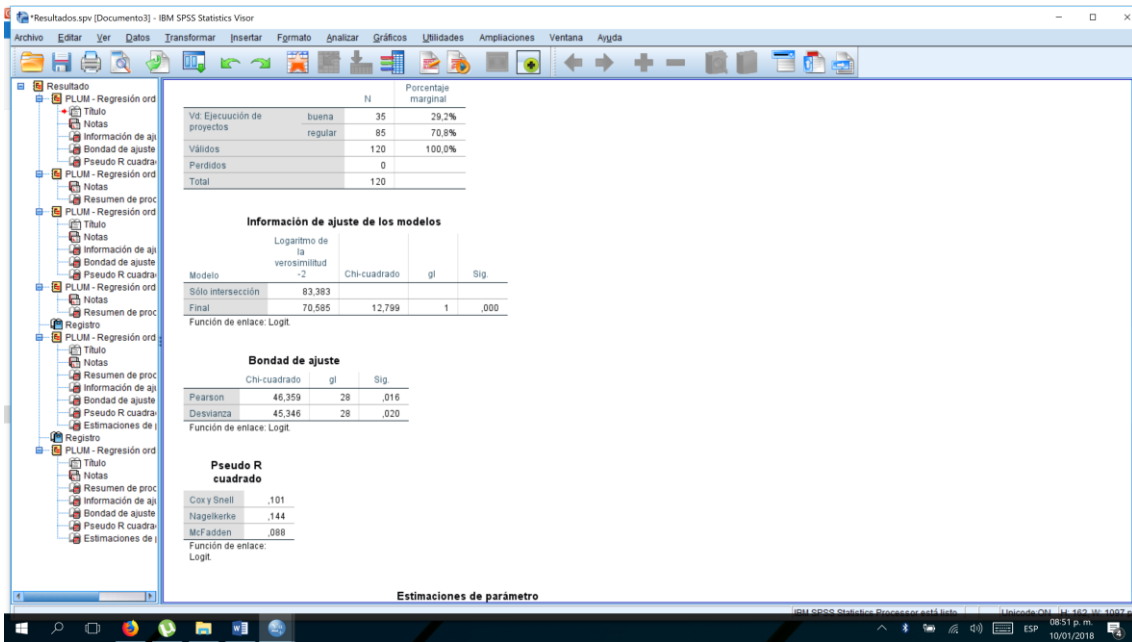 *Resultados.spv [Documento3] - IBM SPSS Statistics Visor
Archivo Editar Ver Datos Transformar Insertar Formato Analizar Gráficos Utilidades Ampliaciones Ventana Ayuda
Resultado
PLUM - Regresión ord
Título
Notas
Información de aju
Bondad de ajuste
Pseudo R cuadra
PLUM - Regresión ord
Notas
Resumen de proc
PLUM - Regresión ord
Título
Notas
Información de aju
Bondad de ajuste
Pseudo R cuadra
PLUM - Regresión ord
Notas
Resumen de proc
Registro
PLUM - Regresión ord
Título
Notas
Resumen de proc
Información de aju
Bondad de ajuste
Pseudo R cuadra
Estimaciones de
Registro
PLUM - Regresión ord
Título
Notas
Resumen de proc
Información de aju
Bondad de ajuste
Pseudo R cuadra
Estimaciones de
N Porcentaje marginal
Vd: Ejecuución de proyectos buena 35 29,2%
regular 85 70,8%
Válidos 120 100,0%
Perdidos 0
Total 120
Información de ajuste de los modelos
Modelo Logaritmo de la verosimilitud -2 Chi-cuadrado gl Sig.
Sólo intersección 83,383
Final 70,585 12,799 1 ,000
Función de enlace: Logit.
Bondad de ajuste
Chi-cuadrado gl Sig.
Pearson 46,359 28 ,016
Desvianza 45,346 28 ,020
Función de enlace: Logit.
Pseudo R
cuadrado
Cox y Snell ,101
Nagelkerke ,144
McFadden ,088
Función de enlace:
Logit.
Estimaciones de parámetro
IBM SPSS Statistics Processor está listo Unicode:ON H: 162, W: 1097
ESP 08:51 p. m.
10/01/2018